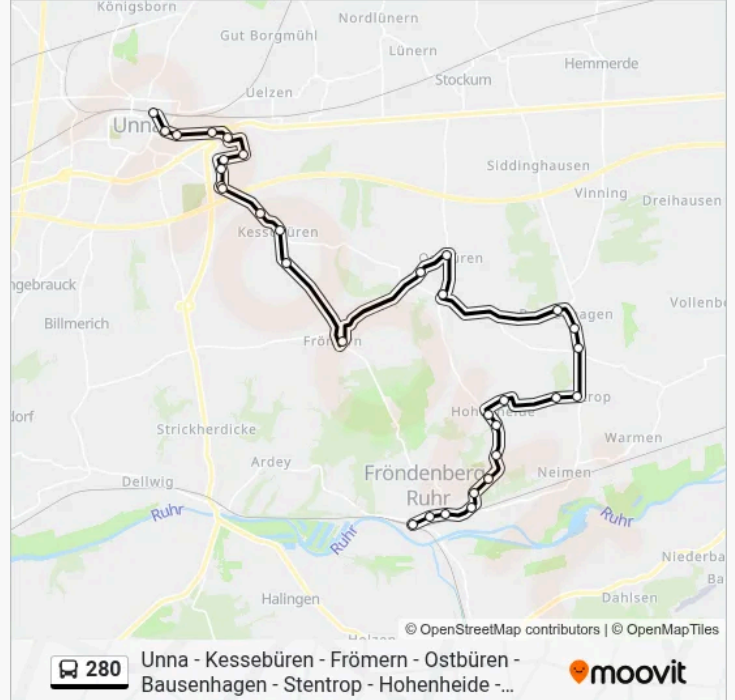 Königsborn
Nordlünern
Gut Borgmühl
Lünern
Hemmerde
Stockum
Uelzen
Unna
Siddinghausen
Vinning
Dreihausen
ngebrauck
Billmerich
Vollenb
dorf
Strickherdicke
Warmen
Ardey
Dellwig
Fröndenberg
Ruhr
Neimen
Ruhr
Ruhr
Ruhr
Niederba
Ba
Halingen
Dahlsen
© OpenStreetMap contributors | © OpenMapTiles
280
Unna - Kessebüren - Frömern - Ostbüren -
Bausenhagen - Stentrop - Hohenheide -...
moovit